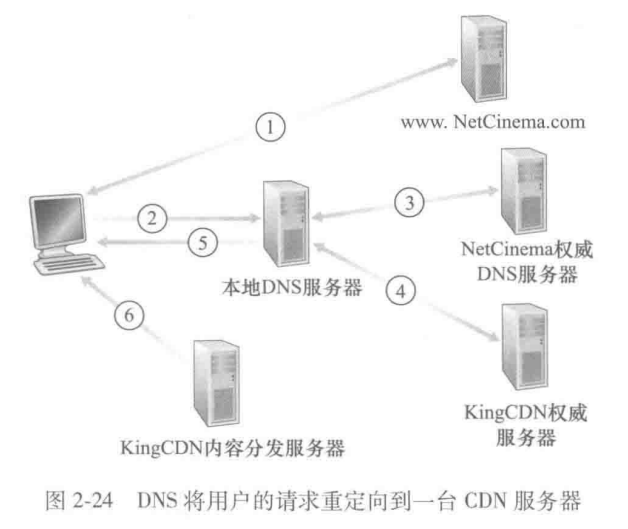 ①
www. NetCinema.com
②
③
⑤
NetCinema权威
DNS服务器
本地DNS服务器
④
⑥
KingCDN权威
服务器
KingCDN内容分发服务器
图 2-24 DNS 将用户的请求重定向到一台 CDN 服务器